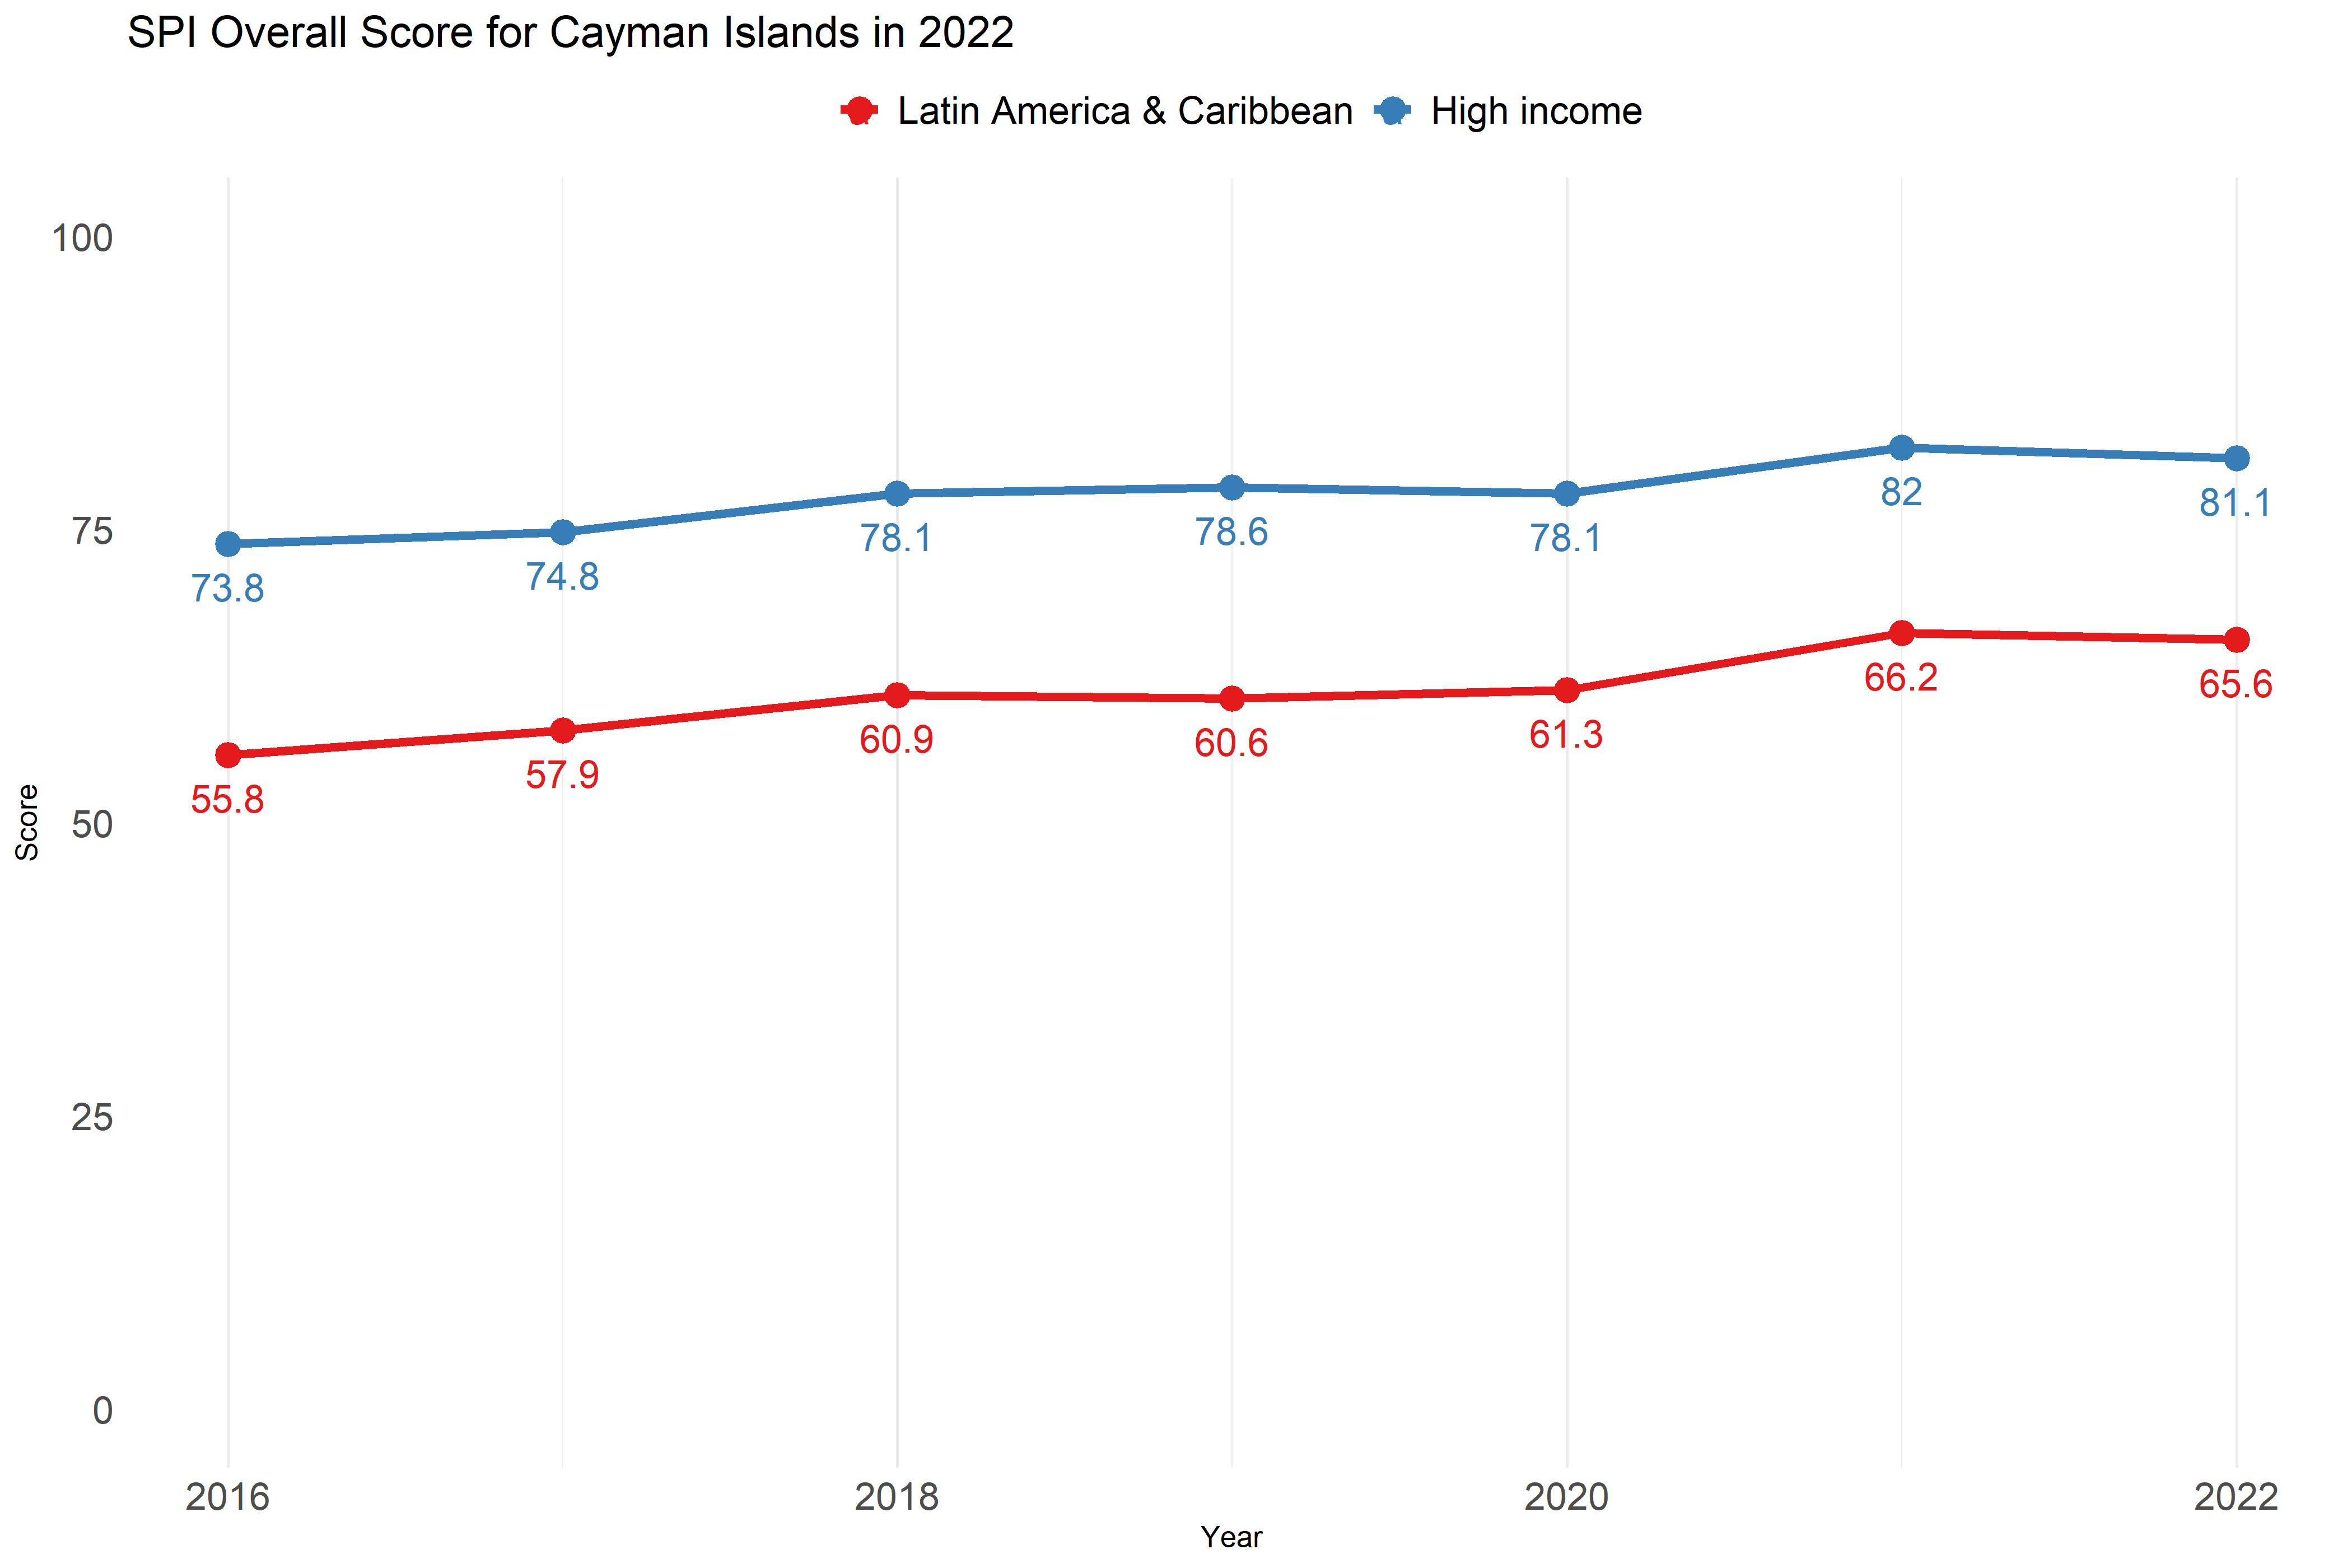 SPI Overall Score for Cayman Islands in 2022
Latin America & Caribbean High income
100
75
50
25
0
Score
73.8 74.8 78.1 78.6 78.1 82 81.1
55.8 57.9 60.9 60.6 61.3 66.2 65.6
2016 2018 2020 2022
Year